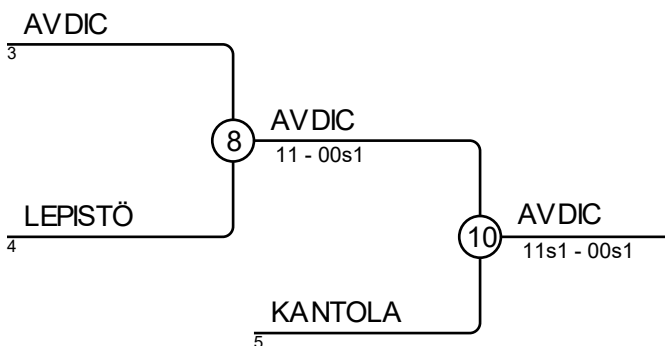 AVDIC
3
8
AVDIC
11 - 00s1
LEPISTÖ
4
10
AVDIC
11s1 - 00s1
KANTOLA
5